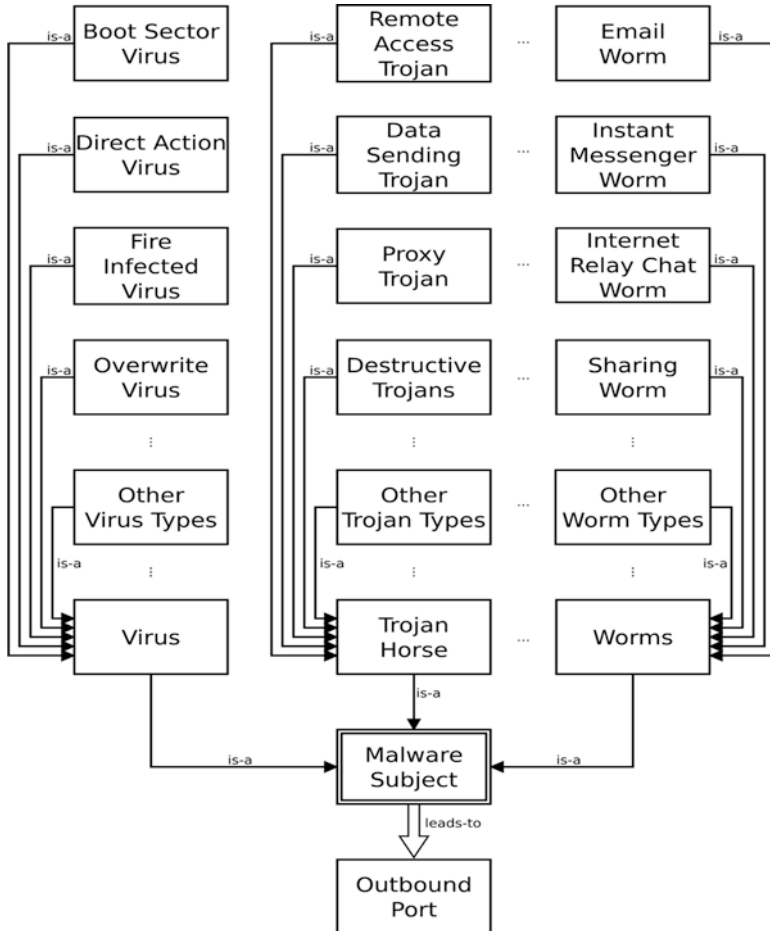 is-a
Boot Sector
Virus
is-a
Remote
Access
Trojan
...
Email
Worm
is-a
is-a
Direct Action
Virus
is-a
Data
Sending
Trojan
...
Instant
Messenger
Worm
is-a
is-a
Fire
Infected
Virus
is-a
Proxy
Trojan
...
Internet
Relay Chat
Worm
is-a
is-a
Overwrite
Virus
is-a
Destructive
Trojans
...
Sharing
Worm
is-a
...
...
...
Other
Virus Types
Other
Trojan Types
...
Other
Worm Types
is-a
...
is-a
...
...
is-a
Virus
Trojan
Horse
...
Worms
is-a
is-a
Malware
Subject
is-a
leads-to
Outbound
Port